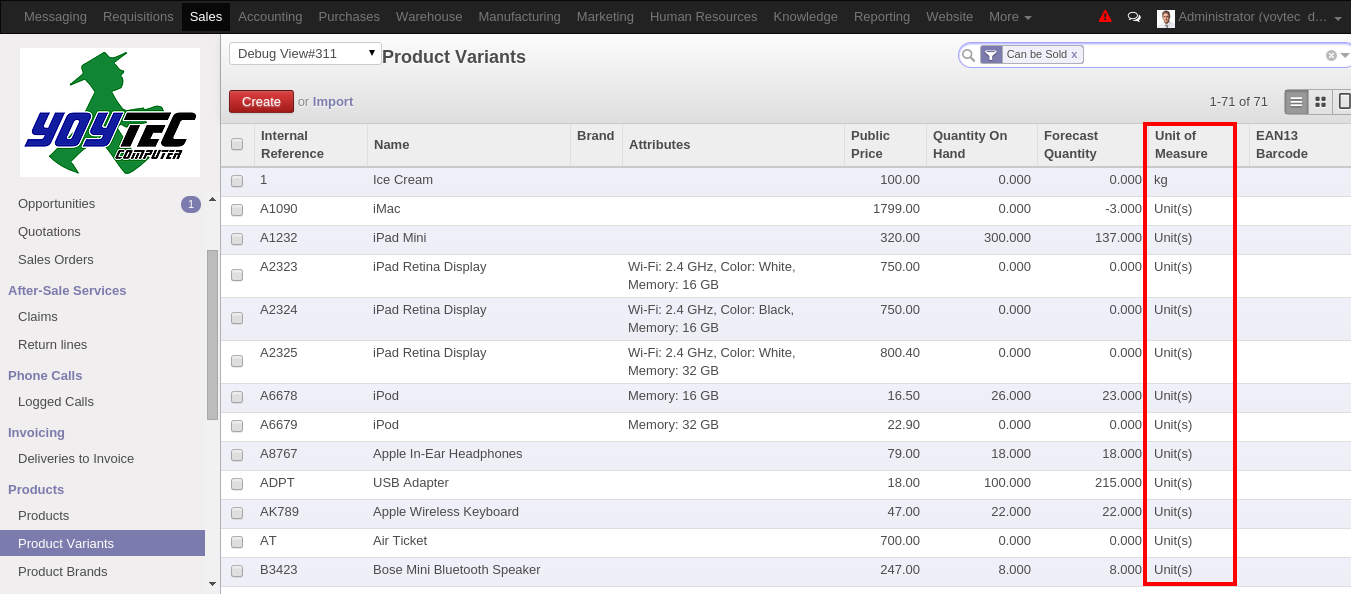 Messaging Requisitions Sales Accounting Purchases Warehouse Manufacturing Marketing Human Resources Knowledge Reporting Website More Administrator (yoytec_d...
YOYTEC
COMPUTER
Opportunities 1
Quotations
Sales Orders
After-Sale Services
Claims
Return lines
Phone Calls
Logged Calls
Invoicing
Deliveries to Invoice
Products
Products
Product Variants
Product Brands
Debug View#311 Product Variants Can be Sold x
Create or Import 1-71 of 71
Internal Reference Name Brand Attributes Public Price Quantity On Hand Forecast Quantity Unit of Measure EAN13 Barcode
1 Ice Cream 100.00 0.000 0.000 kg
A1090 iMac 1799.00 0.000 -3.000 Unit(s)
A1232 iPad Mini 320.00 300.000 137.000 Unit(s)
A2323 iPad Retina Display Wi-Fi: 2.4 GHz, Color: White, 750.00 0.000 0.000 Unit(s)
Memory: 16 GB
A2324 iPad Retina Display Wi-Fi: 2.4 GHz, Color: Black, 750.00 0.000 0.000 Unit(s)
Memory: 16 GB
A2325 iPad Retina Display Wi-Fi: 2.4 GHz, Color: White, 800.40 0.000 0.000 Unit(s)
Memory: 32 GB
A6678 iPod Memory: 16 GB 16.50 26.000 23.000 Unit(s)
A6679 iPod Memory: 32 GB 22.90 0.000 0.000 Unit(s)
A8767 Apple In-Ear Headphones 79.00 18.000 18.000 Unit(s)
ADPT USB Adapter 18.00 100.000 215.000 Unit(s)
AK789 Apple Wireless Keyboard 47.00 22.000 22.000 Unit(s)
AT Air Ticket 700.00 0.000 0.000 Unit(s)
B3423 Bose Mini Bluetooth Speaker 247.00 8.000 8.000 Unit(s)